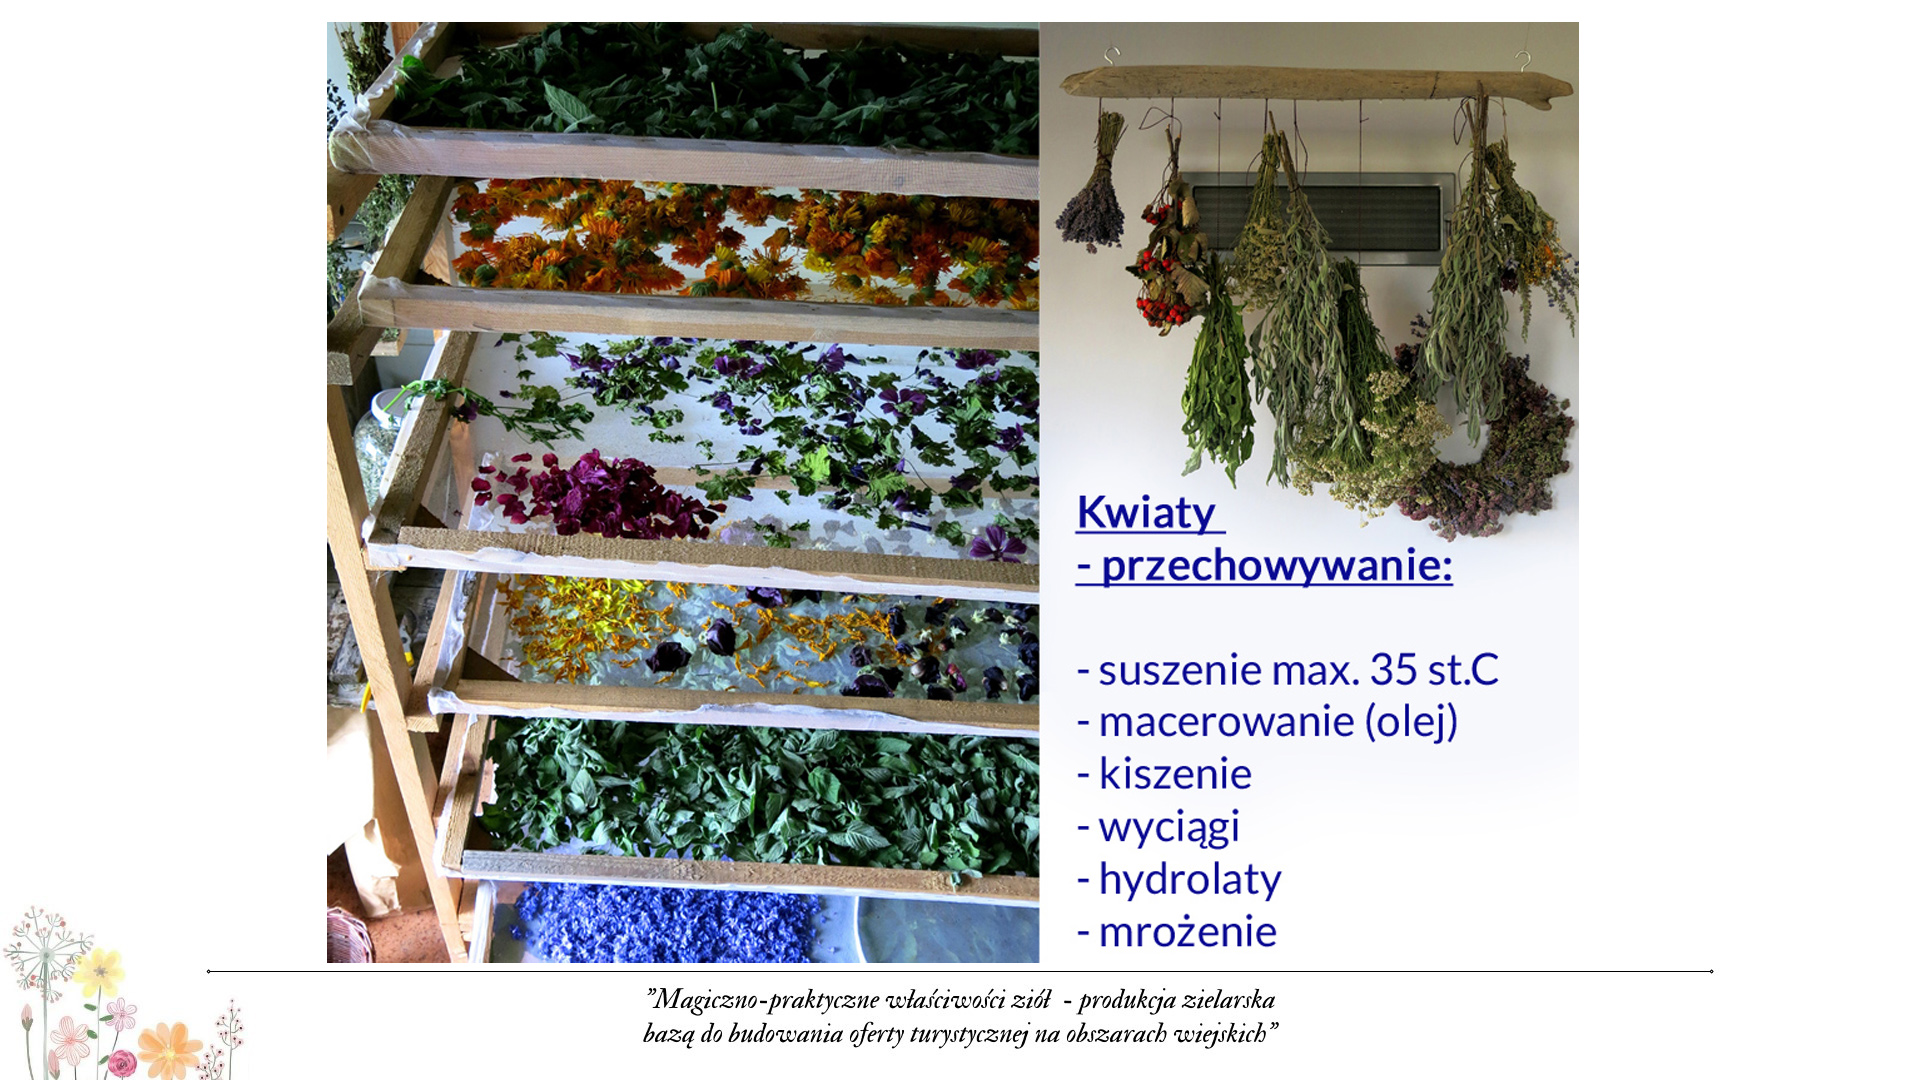 Kwiaty
- przechowywanie:
- suszenie max. 35 st.C
- macerowanie (olej)
- kiszenie
- wyciągi
- hydrolaty
- mrożenie
”Magiczno-praktyczne właściwości ziół - produkcja zielarska
bazą do budowania oferty turystycznej na obszarach wiejskich”